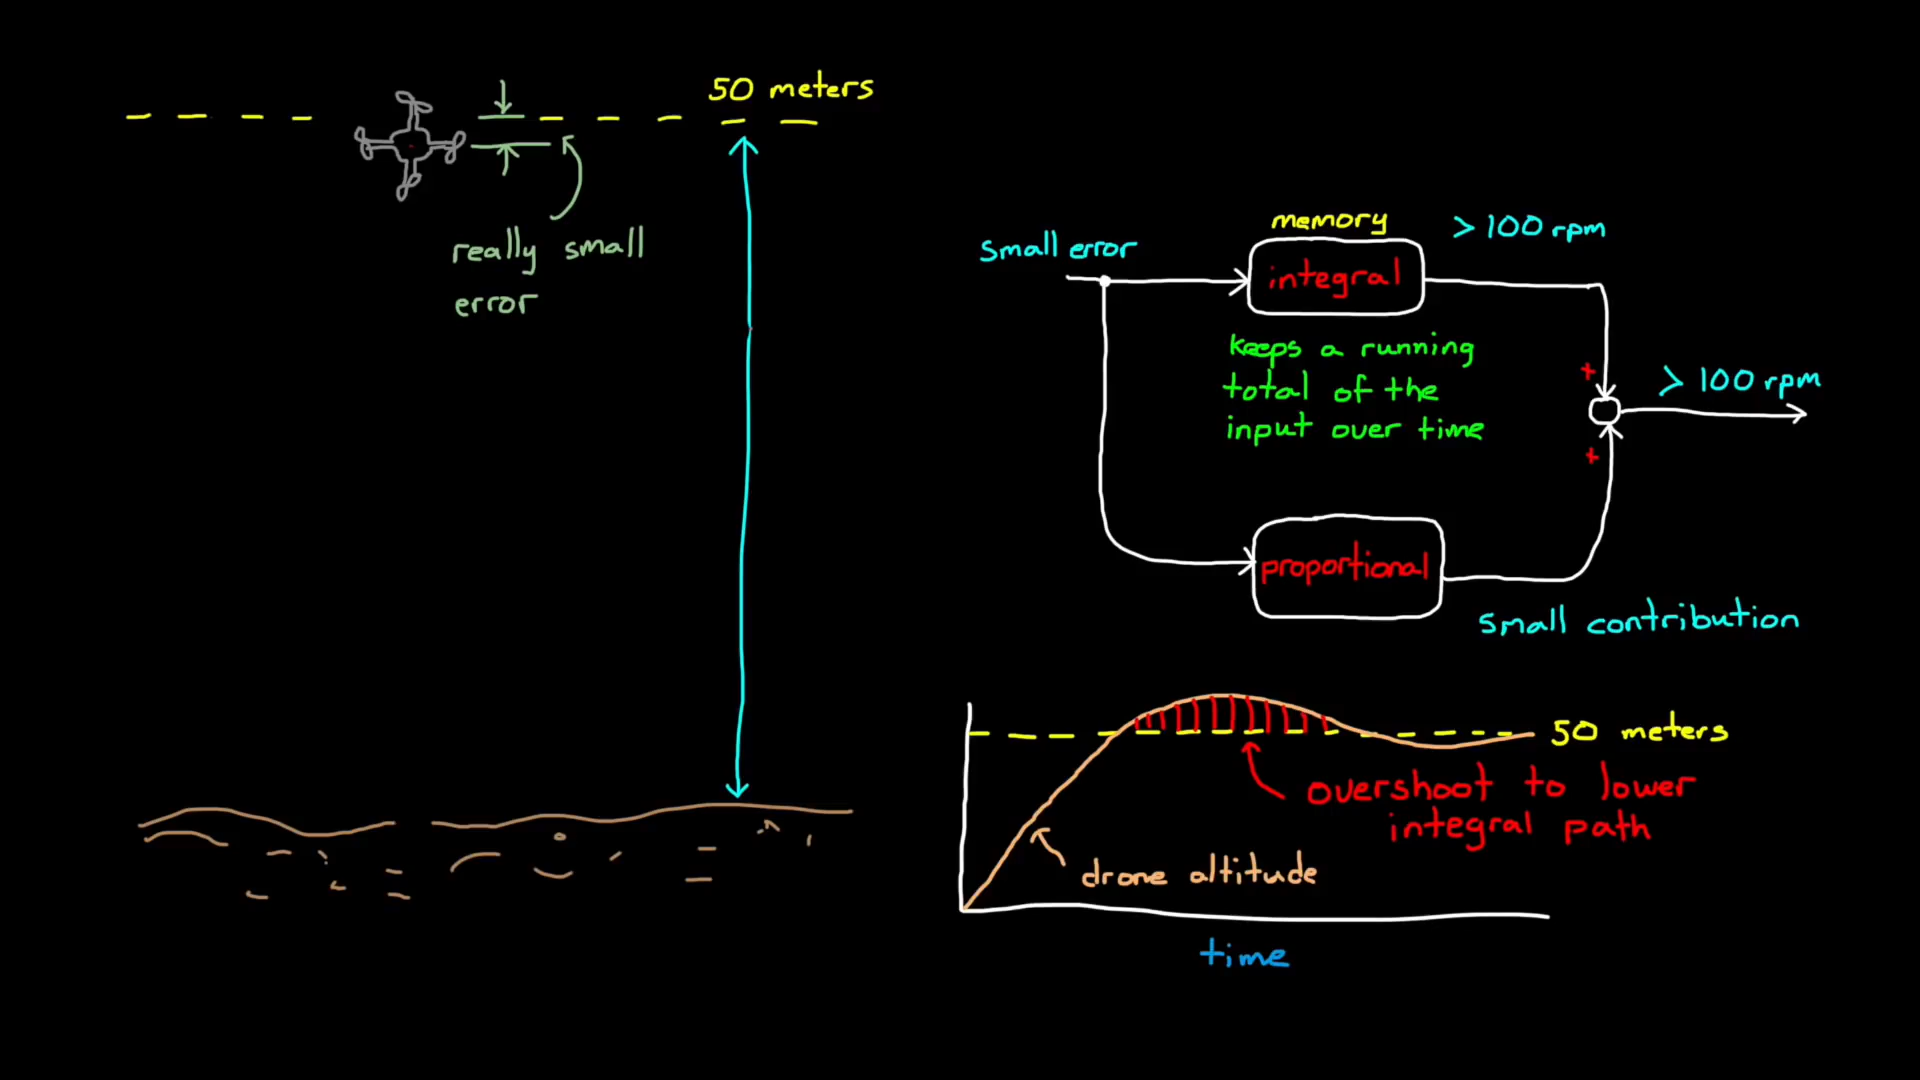 50 meters
really small
error
memory
> 100 rpm
small error
integral
keeps a running
total of the
input over time
+
> 100 rpm
+
proportional
small contribution
50 meters
overshoot to lower
integral path
drone altitude
time